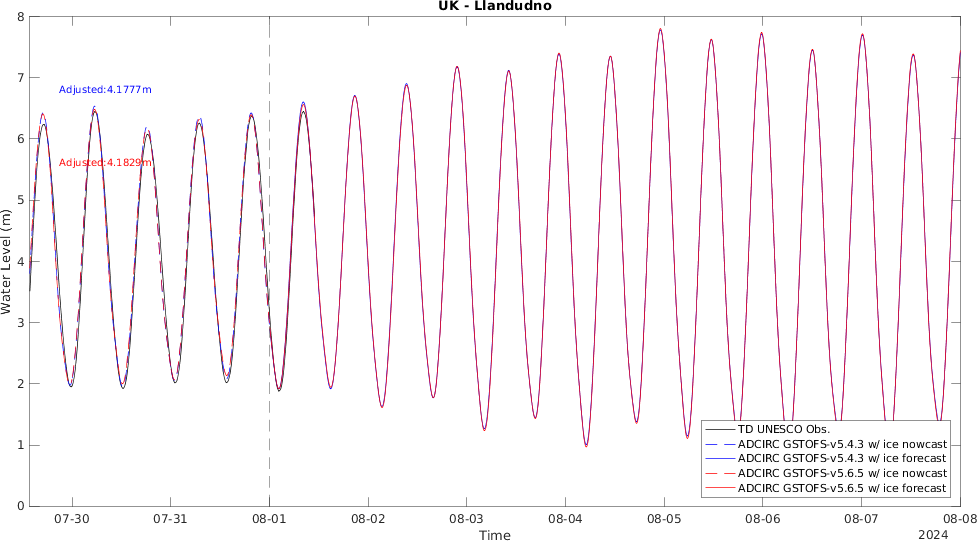 UK - Llandudno
8
7
6
5
4
3
2
1
0
Water Level (m)
Adjusted:4.1777m
Adjusted:4.1829m
TD UNESCO Obs.
ADCIRC GSTOFS-v5.4.3 w/ ice nowcast
ADCIRC GSTOFS-v5.4.3 w/ ice forecast
ADCIRC GSTOFS-v5.6.5 w/ ice nowcast
ADCIRC GSTOFS-v5.6.5 w/ ice forecast
07-30 07-31 08-01 08-02 08-03 08-04 08-05 08-06 08-07 08-08
Time
2024